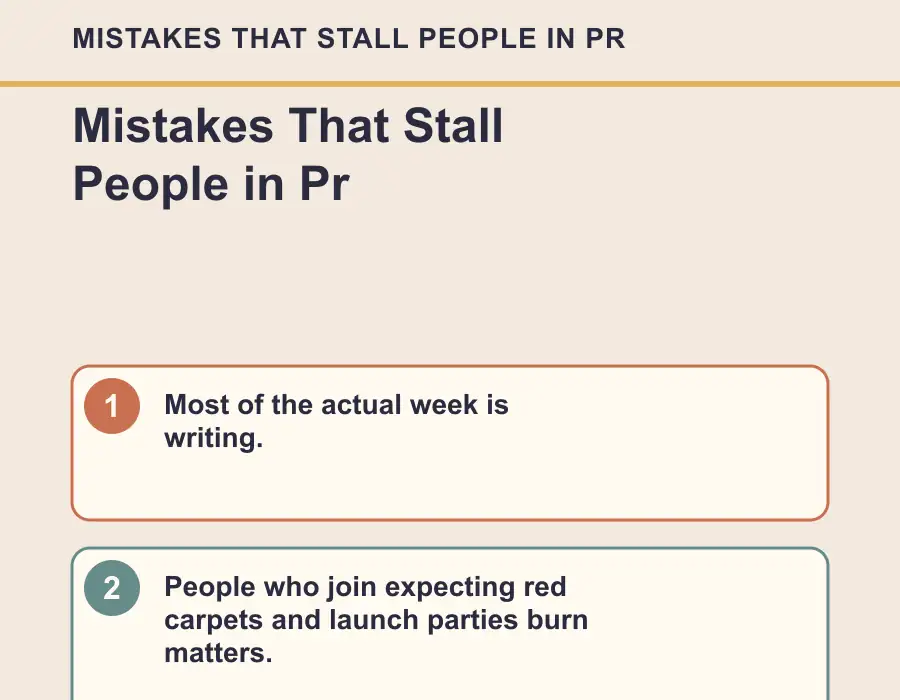 MISTAKES THAT STALL PEOPLE IN PR
Mistakes That Stall
People in Pr
1
Most of the actual week is
writing.
2
People who join expecting red
carpets and launch parties burn
matters.